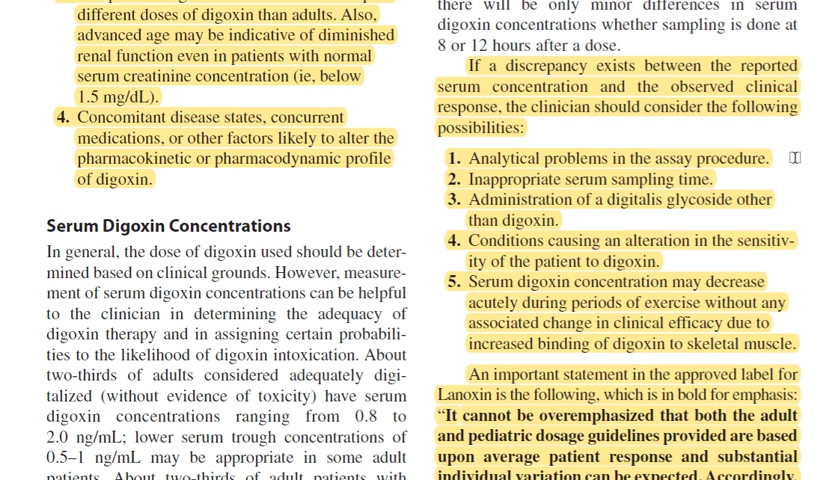 different doses of digoxin than adults. Also,
advanced age may be indicative of diminished
renal function even in patients with normal
serum creatinine concentration (ie, below
1.5 mg/dL).
4. Concomitant disease states, concurrent
medications, or other factors likely to alter the
pharmacokinetic or pharmacodynamic profile
of digoxin.
Serum Digoxin Concentrations
In general, the dose of digoxin used should be deter-
mined based on clinical grounds. However, measure-
ment of serum digoxin concentrations can be helpful
to the clinician in determining the adequacy of
digoxin therapy and in assigning certain probabili-
ties to the likelihood of digoxin intoxication. About
two-thirds of adults considered adequately digi-
talized (without evidence of toxicity) have serum
digoxin concentrations ranging from 0.8 to
2.0 ng/mL; lower serum trough concentrations of
0.5–1 ng/mL may be appropriate in some adult
patients. About two-thirds of adult patients with
there will be only minor differences in serum
digoxin concentrations whether sampling is done at
8 or 12 hours after a dose.
If a discrepancy exists between the reported
serum concentration and the observed clinical
response, the clinician should consider the following
possibilities:
1. Analytical problems in the assay procedure.
2. Inappropriate serum sampling time.
3. Administration of a digitalis glycoside other
than digoxin.
4. Conditions causing an alteration in the sensitiv-
ity of the patient to digoxin.
5. Serum digoxin concentration may decrease
acutely during periods of exercise without any
associated change in clinical efficacy due to
increased binding of digoxin to skeletal muscle.
An important statement in the approved label for
Lanoxin is the following, which is in bold for emphasis:
“It cannot be overemphasized that both the adult
and pediatric dosage guidelines provided are based
upon average patient response and substantial
individual variation can be expected. Accordingly,